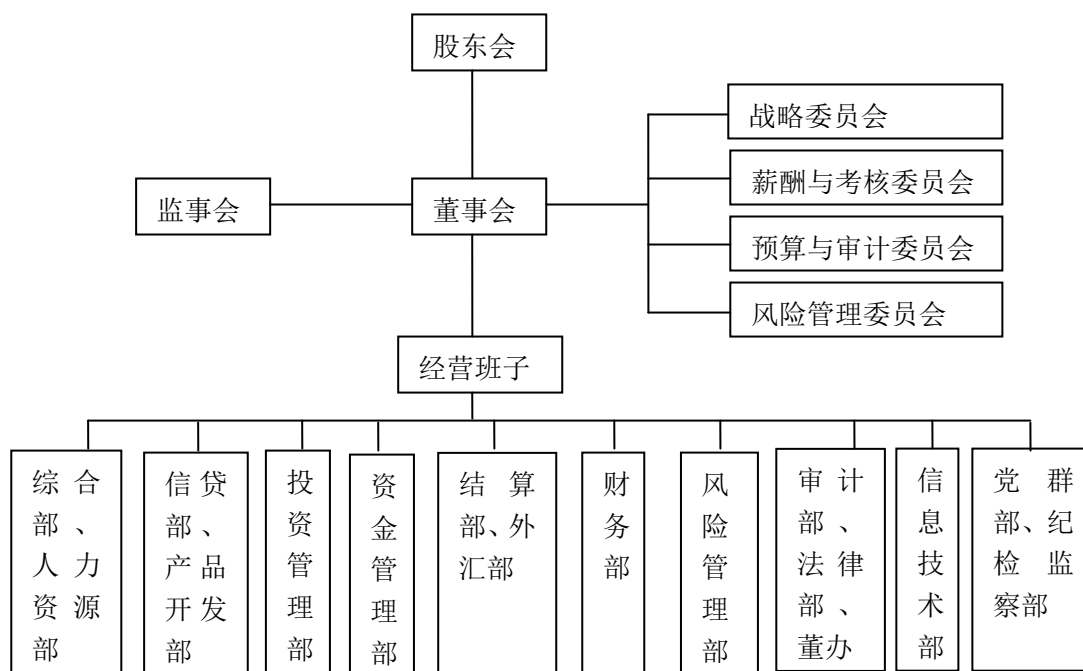 股东会
战略委员会
薪酬与考核委员会
监事会
董事会
预算与审计委员会
风险管理委员会
经营班子
综合
部、
人力
资源
部
信贷
部、
产品
开发
部
投
资
管
理
部
资
金
管
理
部
结算
部、外
汇部
财
务
部
风
险
管
理
部
审计
部、
法律
部、
董办
信
息
技
术
部
党群
部、纪
检监
察部